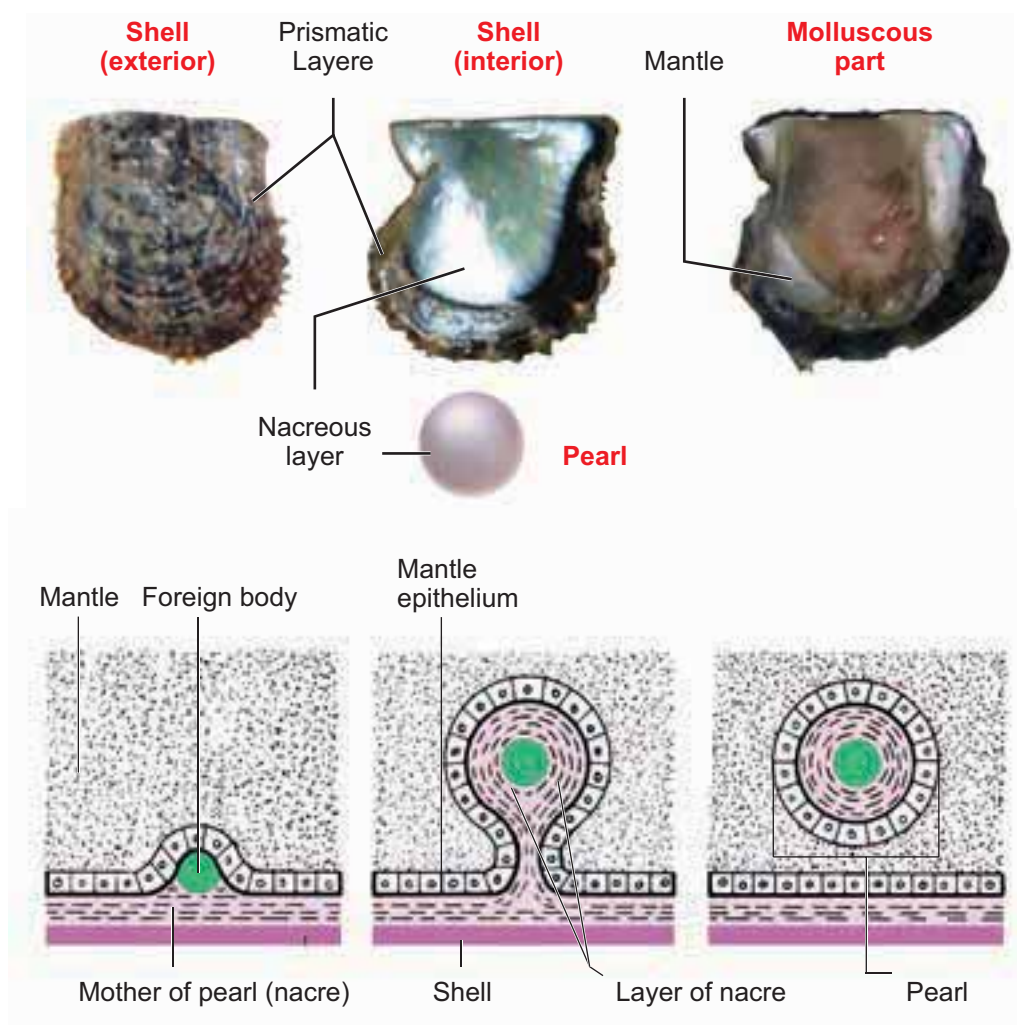 Shell
(exterior)
Prismatic
Layere
Shell
(interior)
Mantle
Molluscous
part
Nacreous
layer
Pearl
Mantle
Foreign body
Mantle
epithelium
Mother of pearl (nacre)
Shell
Layer of nacre
Pearl